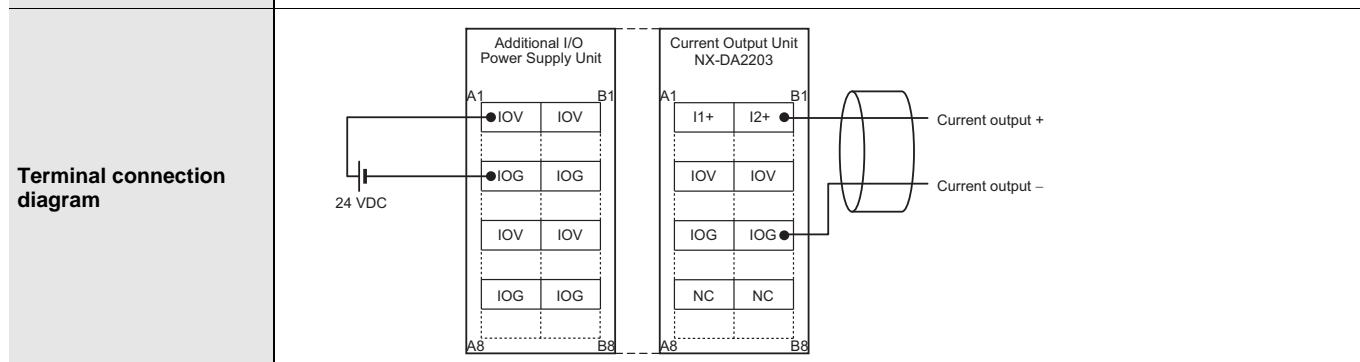 Terminal connection
diagram
Additional I/O
Power Supply Unit
A1 B1
IOV IOV
IOG IOG
IOV IOV
IOG IOG
A8 B8
24 VDC
Current Output Unit
NX-DA2203
A1 B1
I1+ I2+
IOV IOV
IOG IOG
NC NC
A8 B8
Current output +
Current output −